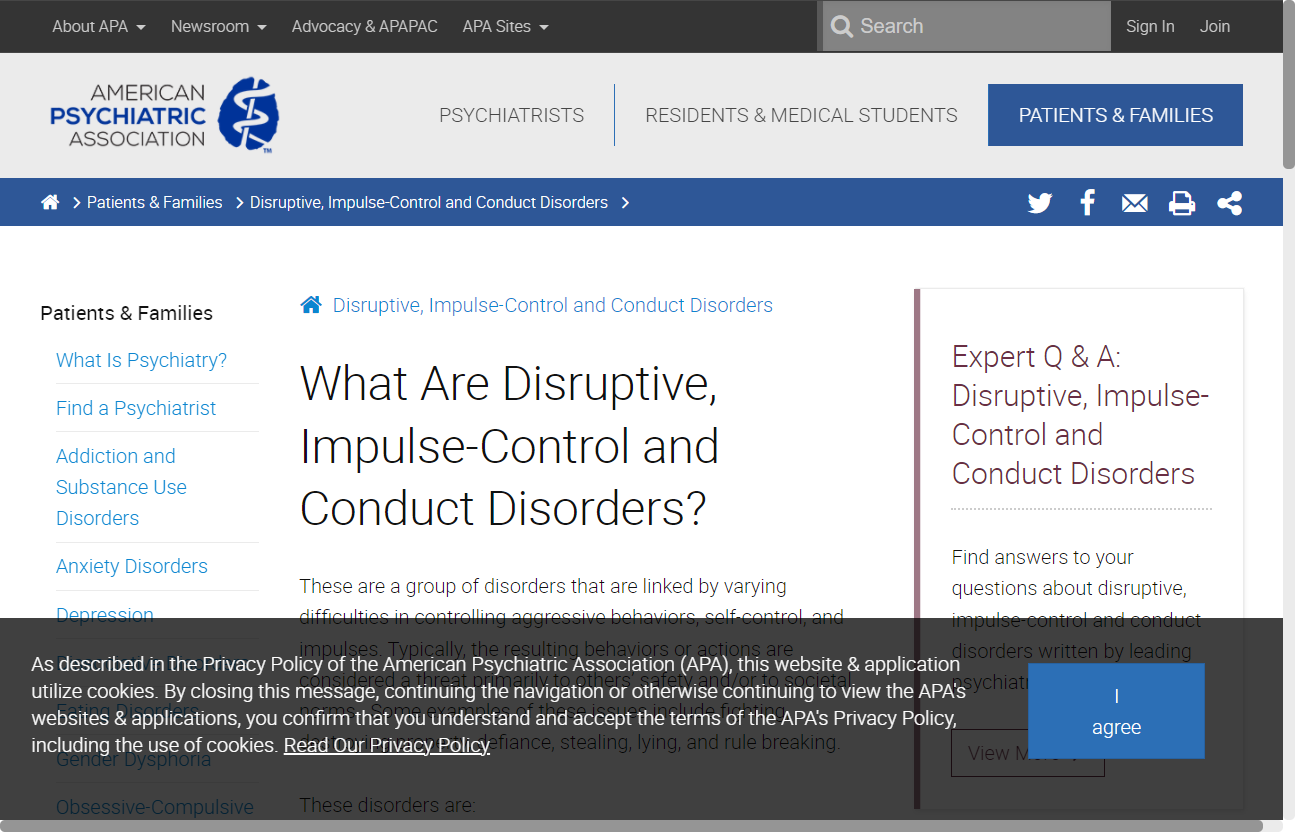 About APA
Newsroom
Advocacy & APAPAC
APA Sites
Search
Sign In
Join
AMERICAN
PSYCHIATRIC
ASSOCIATION
TM
PSYCHIATRISTS
RESIDENTS & MEDICAL STUDENTS
PATIENTS & FAMILIES
Patients & Families
Disruptive, Impulse-Control and Conduct Disorders
Patients & Families
What Is Psychiatry?
Find a Psychiatrist
Addiction and
Substance Use
Disorders
Anxiety Disorders
Depression
Eating Disorders
Gender Dysphoria
Obsessive-Compulsive
Disruptive, Impulse-Control and Conduct Disorders
What Are Disruptive,
Impulse-Control and
Conduct Disorders?
These are a group of disorders that are linked by varying
difficulties in controlling aggressive behaviors, self-control, and
impulses. Typically, the resulting behaviors or actions are
considered a threat primarily to others' safety and/or to societal
norms. Some examples of these issues include fighting,
destroying property, defiance, stealing, lying, and rule breaking.
These disorders are:
Expert Q & A:
Disruptive, Impulse-
Control and
Conduct Disorders
Find answers to your
questions about disruptive,
impulse-control and conduct
disorders written by leading
View More
As described in the Privacy Policy of the American Psychiatric Association (APA), this website & application
utilize cookies. By closing this message, continuing the navigation or otherwise continuing to view the APA's
websites & applications, you confirm that you understand and accept the terms of the APA's Privacy Policy,
including the use of cookies. Read Our Privacy Policy
I
agree